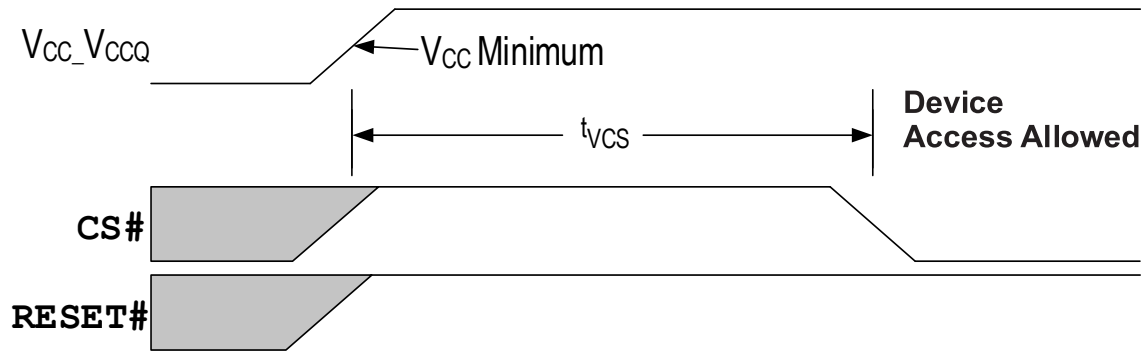 VCC_VCCQ
VCC Minimum
tVCS
Device
Access Allowed
CS#
RESET#